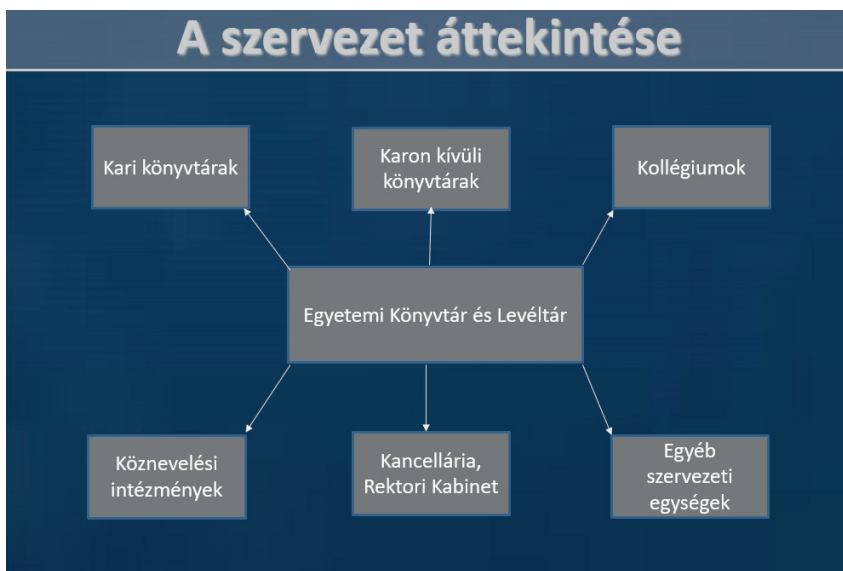 A szervezet áttekintése
Kari könyvtárak
Karon kívüli
könyvtárak
Kollégiumok
Egyetemi Könyvtár és Levéltár
Köznevelési
intézmények
Kancellária,
Rektori Kabinet
Egyéb
szervezeti
egységek